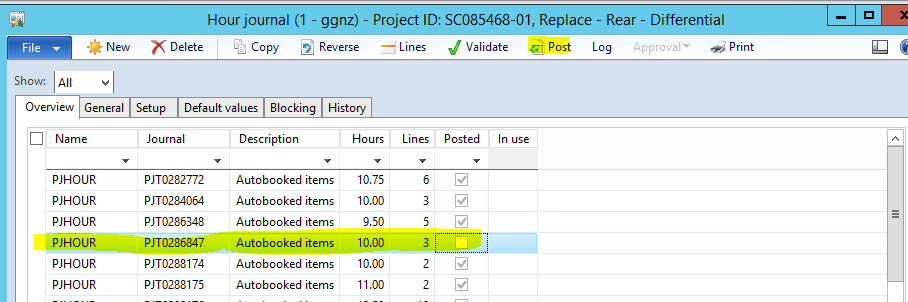 Hour journal (1 - ggnz) - Project ID: SC085468-01, Replace - Rear - Differential
File New Delete Copy Reverse Lines Validate Post Log Approval Print
Show: All
Overview General Setup Default values Blocking History
Name Journal Description Hours Lines Posted In use
PJHOUR PJT0282772 Autobooked items 10.75 6
PJHOUR PJT0284064 Autobooked items 10.00 3
PJHOUR PJT0286348 Autobooked items 9.50 5
PJHOUR PJT0286847 Autobooked items 10.00 3
PJHOUR PJT0288174 Autobooked items 10.00 2
PJHOUR PJT0288175 Autobooked items 11.00 2